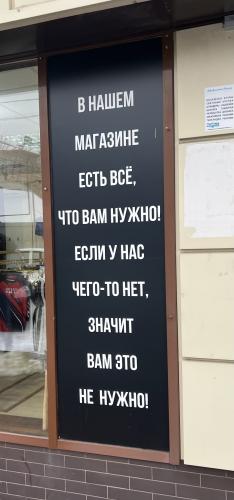 В НАШЕМ
МАГАЗИНЕ
ЕСТЬ ВСЁ,
ЧТО ВАМ НУЖНО!
ЕСЛИ У НАС
ЧЕГО-ТО НЕТ,
ЗНАЧИТ
ВАМ ЭТО
НЕ НУЖНО!